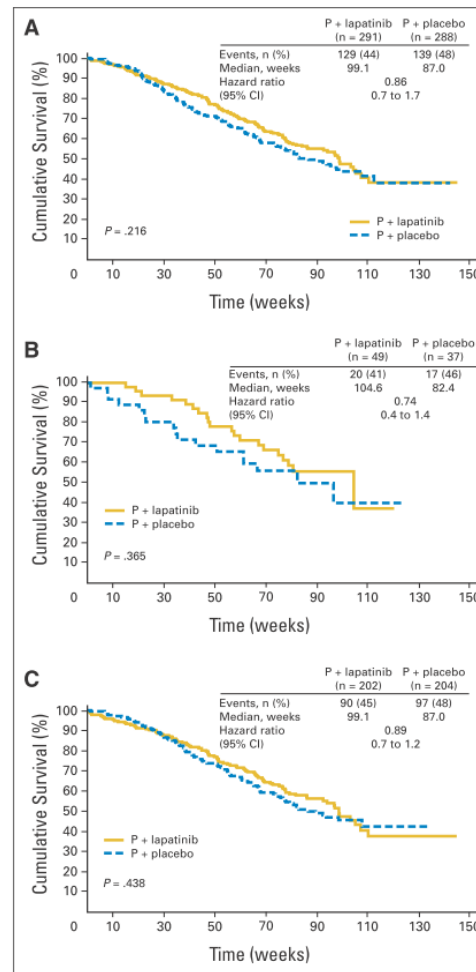 A
P + lapatinib P + placebo
(n = 291) (n = 288)
Events, n (%) 129 (44) 139 (48)
Median, weeks 99.1 87.0
Hazard ratio 0.86
(95% CI) 0.7 to 1.7
Cumulative Survival (%)
100
90
80
70
60
50
40
30
20
10
P + lapatinib
P + placebo
P = .216
10 30 50 70 90 110 130 150
Time (weeks)
B
P + lapatinib P + placebo
(n = 49) (n = 37)
Events, n (%) 20 (41) 17 (46)
Median, weeks 104.6 82.4
Hazard ratio 0.74
(95% CI) 0.4 to 1.4
Cumulative Survival (%)
100
90
80
70
60
50
40
30
20
10
P + lapatinib
P + placebo
P = .365
10 30 50 70 90 110 130 150
Time (weeks)
C
P + lapatinib P + placebo
(n = 202) (n = 204)
Events, n (%) 90 (45) 97 (48)
Median, weeks 99.1 87.0
Hazard ratio 0.89
(95% CI) 0.7 to 1.2
Cumulative Survival (%)
100
90
80
70
60
50
40
30
20
10
P + lapatinib
P + placebo
P = .438
10 30 50 70 90 110 130 150
Time (weeks)